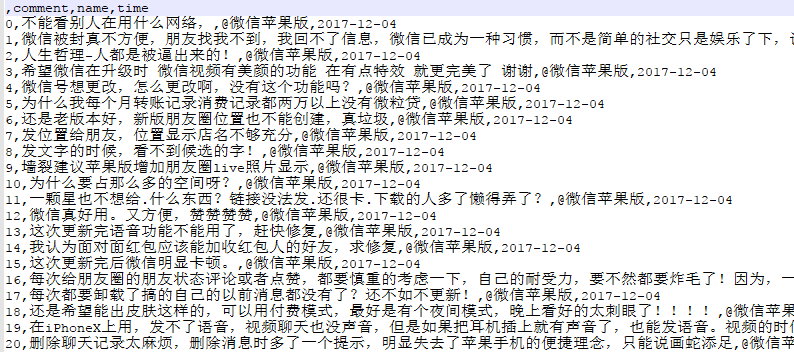 ,comment,name,time
0,不能看别人在用什么网络，,@微信苹果版,2017-12-04
1,微信被封真不方便，朋友找我不到，我回不了信息，微信已成为一种习惯，而不是简单的社交只是娱乐了下，
2,人生哲理-人都是被逼出来的！,@微信苹果版,2017-12-04
3,希望微信在升级时 微信视频有美颜的功能 在有点特效 就更完美了 谢谢,@微信苹果版,2017-12-04
4,微信号想更改，怎么更改啊，没有这个功能吗？,@微信苹果版,2017-12-04
5,为什么我每个月转账记录消费记录都两万以上没有微粒贷,@微信苹果版,2017-12-04
6,还是老版本好，新版朋友圈位置也不能创建，真垃圾,@微信苹果版,2017-12-04
7,发位置给朋友，位置显示店名不够充分,@微信苹果版,2017-12-04
8,发文字的时候，看不到候选的字！,@微信苹果版,2017-12-04
9,墙裂建议苹果版增加朋友圈live照片显示,@微信苹果版,2017-12-04
10,为什么要占那么多的空间呀？,@微信苹果版,2017-12-04
11,一颗星也不想给.什么东西？链接没法发.还很卡.下载的人多了懒得弄了？,@微信苹果版,2017-12-04
12,微信真好用。又方便，赞赞赞赞,@微信苹果版,2017-12-04
13,这次更新完语音功能不能用了，赶快修复,@微信苹果版,2017-12-04
14,我认为面对面红包应该能加收红包人的好友，求修复,@微信苹果版,2017-12-04
15,这次更新完后微信明显卡顿。,@微信苹果版,2017-12-04
16,每次给朋友圈的朋友状态评论或者点赞，都要慎重的考虑一下，自己的耐受力，要不然都要炸毛了！因为，一
17,每次都要卸载了搞的自己的以前消息都没有了？还不如不更新！,@微信苹果版,2017-12-04
18,还是希望能出皮肤这样的，可以用付费模式，最好是有个夜间模式，晚上看好的太刺眼了！！！！,@微信苹
19,在iPhoneX上用，发不了语音，视频聊天也没声音，但是如果把耳机插上就有声音了，也能发语音。视频的时
20,删除聊天记录太麻烦，删除消息时多了一个提示，明显失去了苹果手机的便捷理念，只能说画蛇添足,@微信